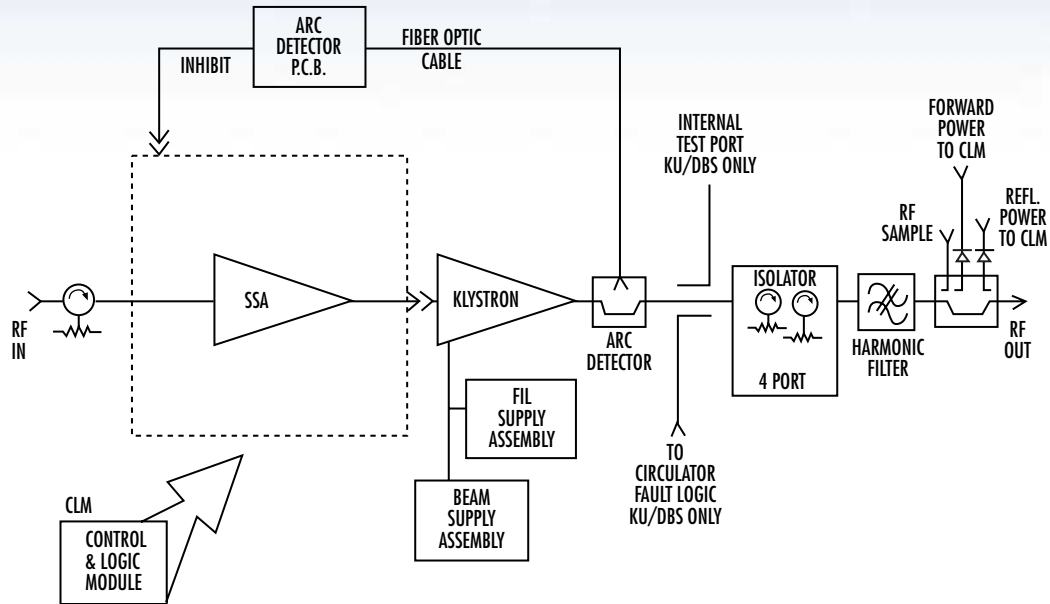 ARC
DETECTOR
P.C.B.
FIBER OPTIC
CABLE
INHIBIT
INTERNAL
TEST PORT
KU/DBS ONLY
FORWARD
POWER
TO CLM
REFL.
POWER
TO CLM
RF
SAMPLE
RF
IN
SSA
KLYSTRON
ARC
DETECTOR
ISOLATOR
4 PORT
HARMONIC
FILTER
RF
OUT
FIL
SUPPLY
ASSEMBLY
BEAM
SUPPLY
ASSEMBLY
TO
CIRCULATOR
FAULT LOGIC
KU/DBS ONLY
CLM
CONTROL
& LOGIC
MODULE